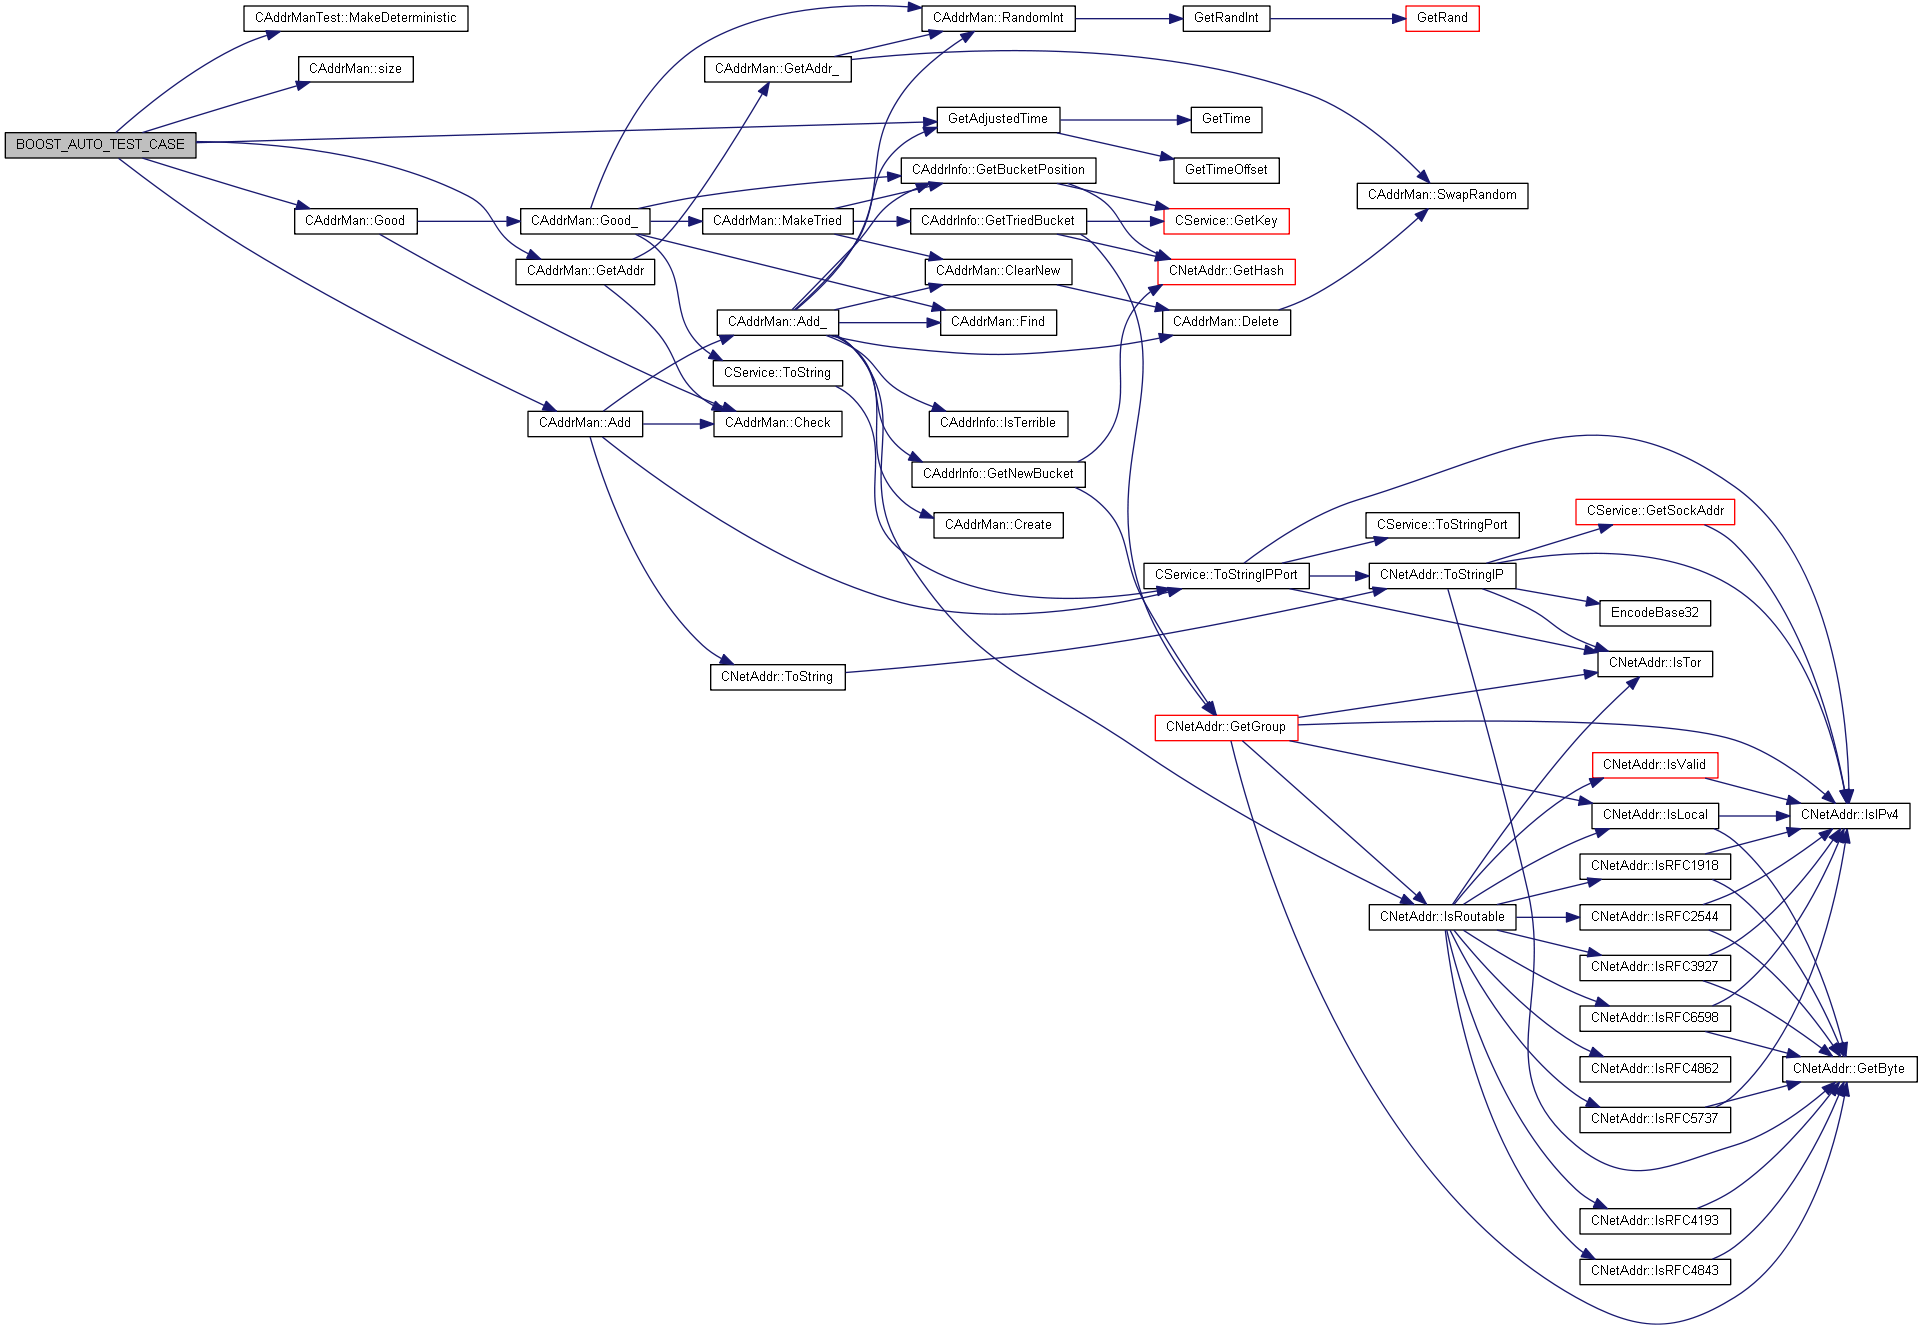 CAddrManTest::MakeDeterministic
CAddrMan::RandomInt
GetRandInt
GetRand
CAddrMan::size
CAddrMan::GetAddr_
GetAdjustedTime
GetTime
BOOST_AUTO_TEST_CASE
CAddrInfo::GetBucketPosition
GetTimeOffset
CAddrMan::SwapRandom
CAddrMan::Good
CAddrMan::Good_
CAddrMan::MakeTried
CAddrInfo::GetTriedBucket
CService::GetKey
CAddrMan::GetAddr
CAddrMan::ClearNew
CNetAddr::GetHash
CAddrMan::Add_
CAddrMan::Find
CAddrMan::Delete
CService::ToString
CAddrMan::Add
CAddrMan::Check
CAddrInfo::IsTerrible
CAddrInfo::GetNewBucket
CAddrMan::Create
CService::ToStringPort
CService::GetSockAddr
CService::ToStringIPPort
CNetAddr::ToStringIP
EncodeBase32
CNetAddr::ToString
CNetAddr::IsTor
CNetAddr::GetGroup
CNetAddr::IsValid
CNetAddr::IsLocal
CNetAddr::IsIPv4
CNetAddr::IsRFC1918
CNetAddr::IsRoutable
CNetAddr::IsRFC2544
CNetAddr::IsRFC3927
CNetAddr::IsRFC6598
CNetAddr::IsRFC4862
CNetAddr::GetByte
CNetAddr::IsRFC5737
CNetAddr::IsRFC4193
CNetAddr::IsRFC4843